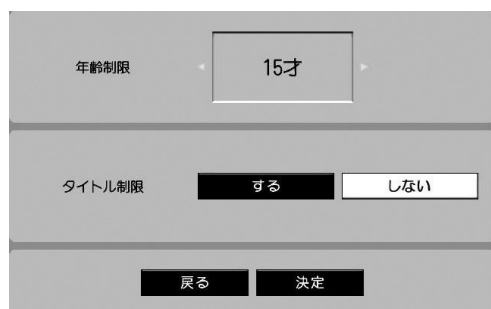 年齢制限 15才
タイトル制限 する しない
戻る 決定